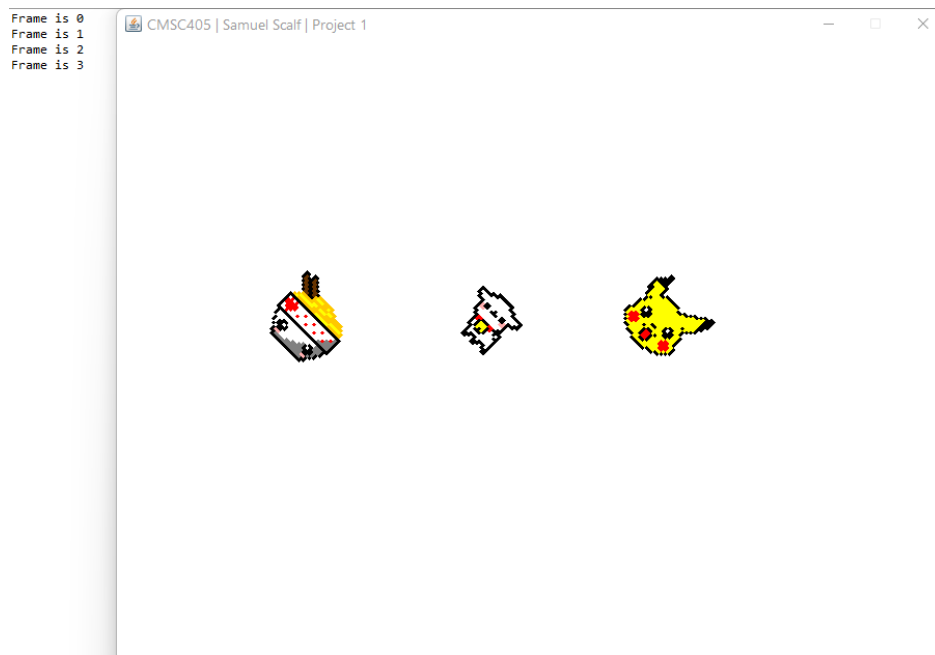 Frame is 0
Frame is 1
Frame is 2
Frame is 3
CMSC405 | Samuel Scalf | Project 1